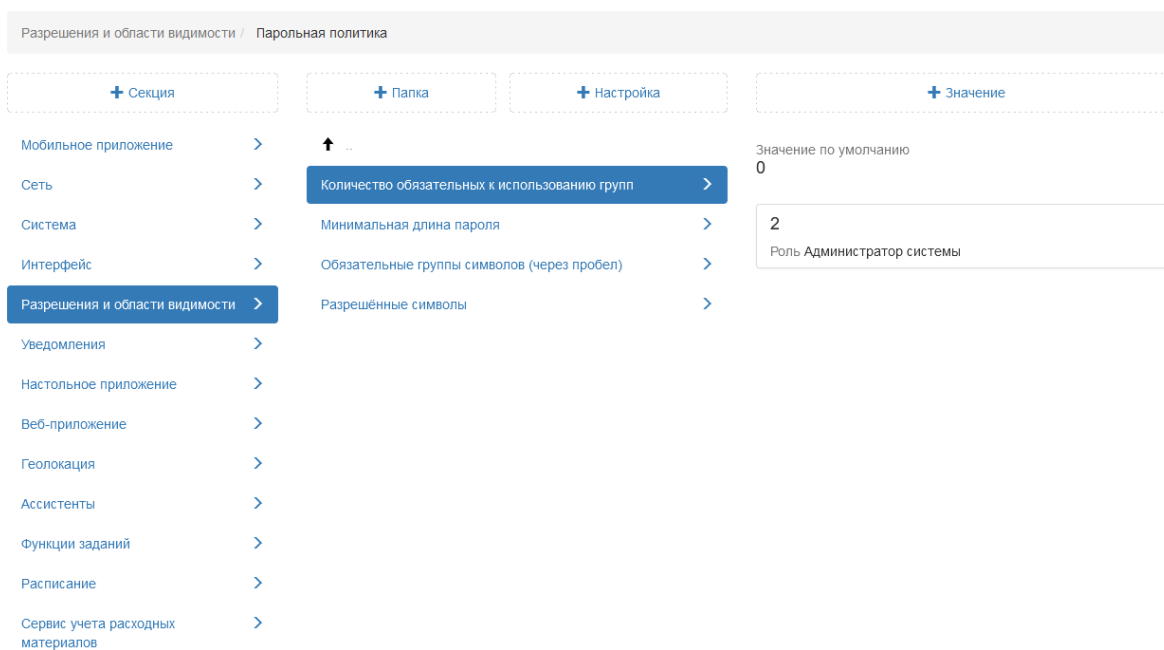 Разрешения и области видимости / Парольная политика
+ Секция
+ Папка
+ Настройка
+ Значение
Мобильное приложение
Сеть
Система
Интерфейс
Разрешения и области видимости
Уведомления
Настольное приложение
Веб-приложение
Геолокация
Ассистенты
Функции заданий
Расписание
Сервис учета расходных
материалов
..
Количество обязательных к использованию групп
Минимальная длина пароля
Обязательные группы символов (через пробел)
Разрешённые символы
Значение по умолчанию
0
2
Роль Администратор системы